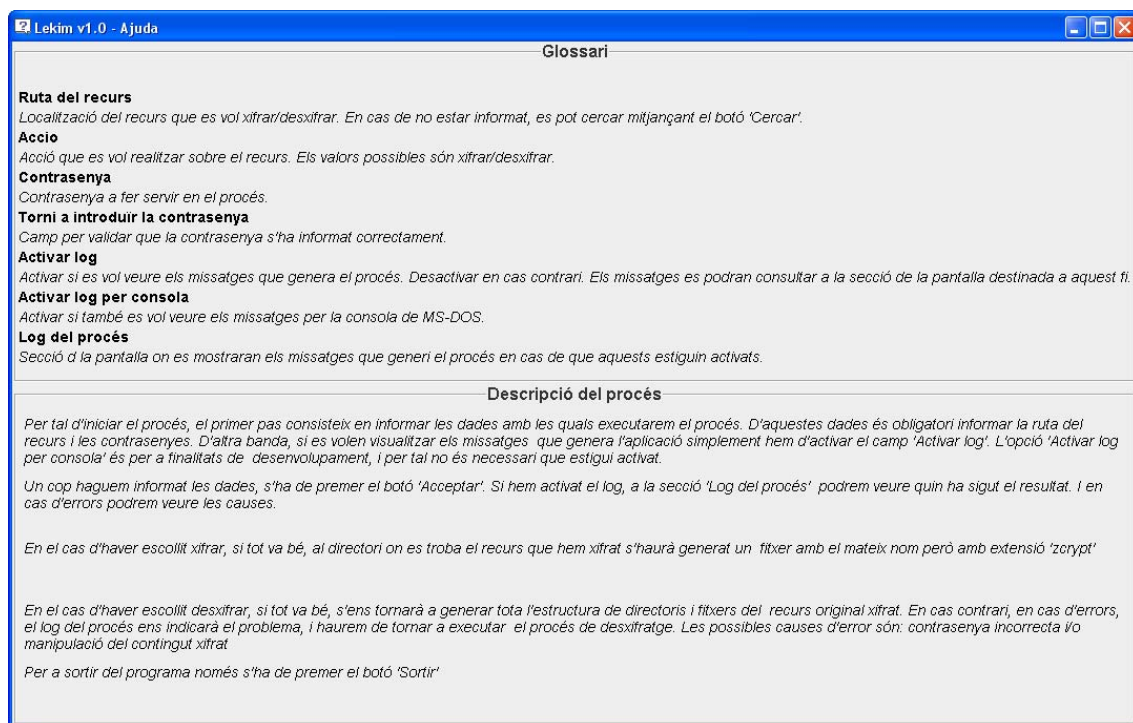 Lekim v1.0 - Ajuda
Glossari
Ruta del recurs
Localització del recurs que es vol xifrar/desxifrar. En cas de no estar informat, es pot cercar mitjançant el botó 'Cercar'.
Accio
Acció que es vol realitzar sobre el recurs. Els valors possibles són xifrar/desxifrar.
Contrasenya
Contrasenya a fer servir en el procés.
Torni a introduïr la contrasenya
Camp per validar que la contrasenya s'ha informat correctament.
Activar log
Activar si es vol veure els missatges que genera el procés. Desactivar en cas contrari. Els missatges es podran consultar a la secció de la pantalla destinada a aquest fi.
Activar log per consola
Activar si també es vol veure els missatges per la consola de MS-DOS.
Log del procés
Secció d la pantalla on es mostraran els missatges que generi el procés en cas de que aquests estiguin activats.
Descripció del procés
Per tal d'iniciar el procés, el primer pas consisteix en informar les dades amb les quals executarem el procés. D'aquestes dades és obligatori informar la ruta del
recurs i les contrasenyes. D'altra banda, si es volen visualitzar els missatges que genera l'aplicació simplement hem d'activar el camp 'Activar log'. L'opció 'Activar log
per consola' és per a finalitats de desenvolupament, i per tal no és necessari que estigui activat.
Un cop haguem informat les dades, s'ha de premer el botó 'Acceptar'. Si hem activat el log, a la secció 'Log del procés' podrem veure quin ha sigut el resultat. I en
cas d'errors podrem veure les causes.
En el cas d'haver escollit xifrar, si tot va bé, al directori on es troba el recurs que hem xifrat s'haurà generat un fitxer amb el mateix nom però amb extensió 'zcrypt'
En el cas d'haver escollit desxifrar, si tot va bé, s'ens tornarà a generar tota l'estructura de directoris i fitxers del recurs original xifrat. En cas contrari, en cas d'errors,
el log del procés ens indicarà el problema, i haurem de tornar a executar el procés de desxifratge. Les possibles causes d'error són: contrasenya incorrecta i/o
manipulació del contingut xifrat
Per a sortir del programa només s'ha de premer el botó 'Sortir'